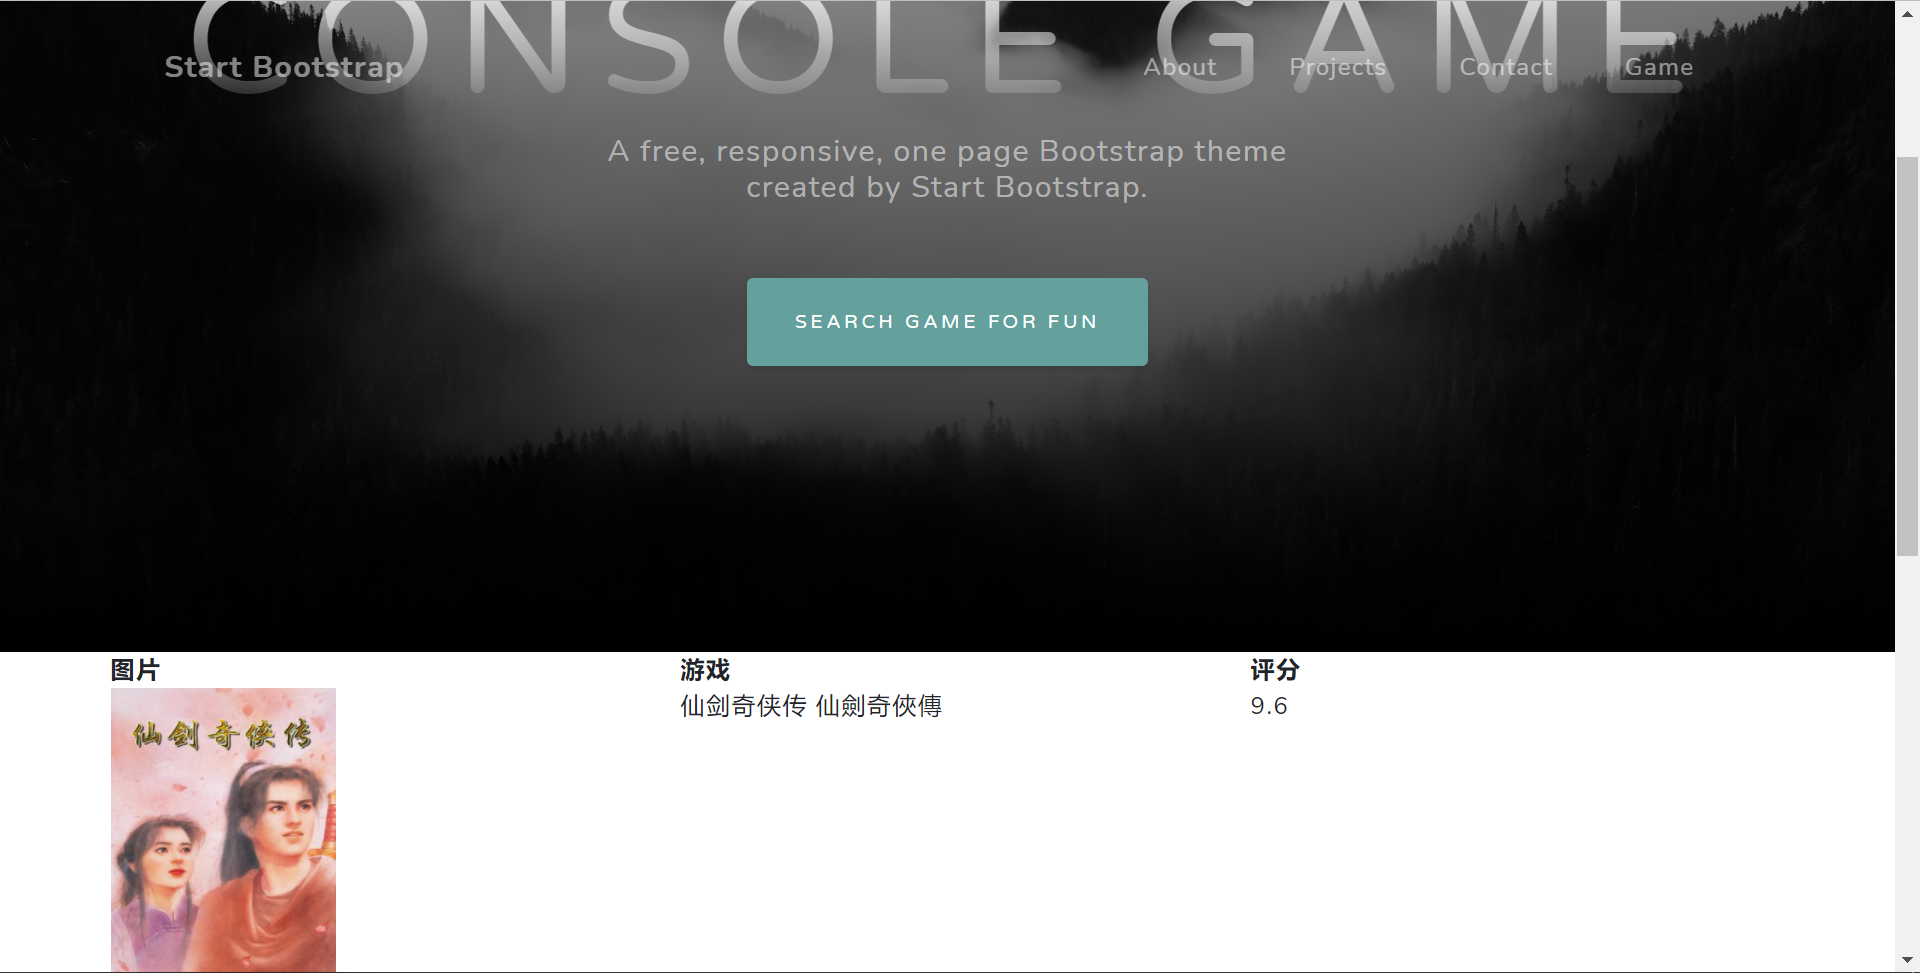 CONSOLE GAME
Start Bootstrap About Projects Contact Game
A free, responsive, one page Bootstrap theme
created by Start Bootstrap.
SEARCH GAME FOR FUN
图片 游戏 评分
仙剑奇侠传 仙劍奇俠傳 9.6
仙剑奇侠传